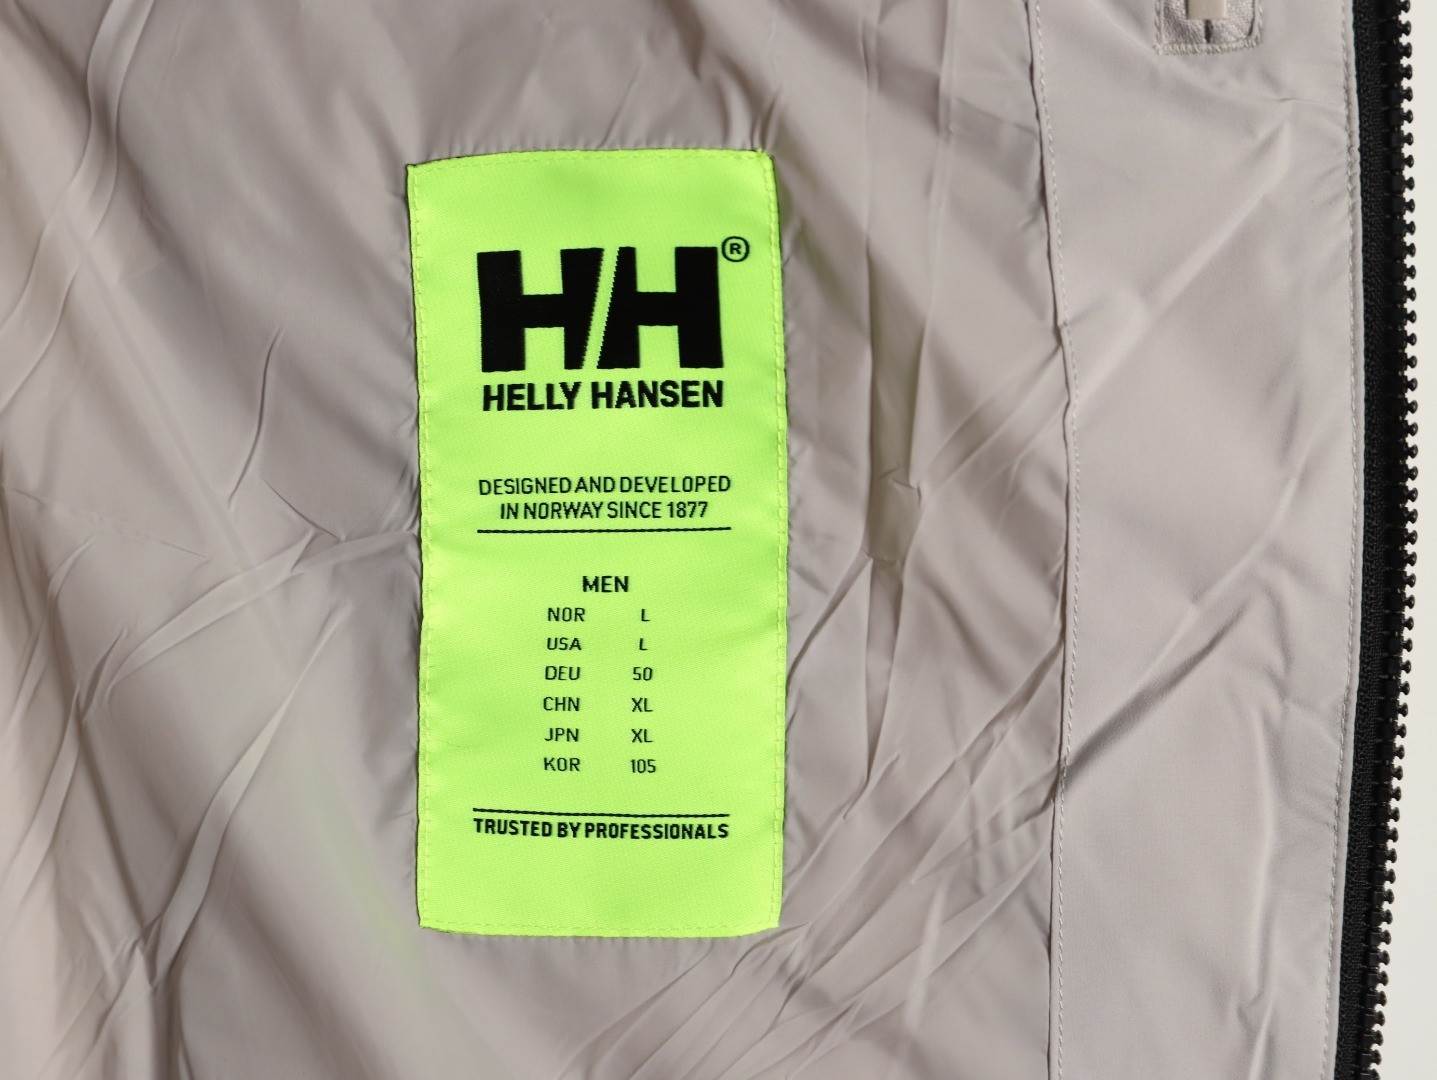 HH®
HELLY HANSEN
DESIGNED AND DEVELOPED
IN NORWAY SINCE 1877
MEN
NOR L
USA L
DEU 50
CHN XL
JPN XL
KOR 105
TRUSTED BY PROFESSIONALS